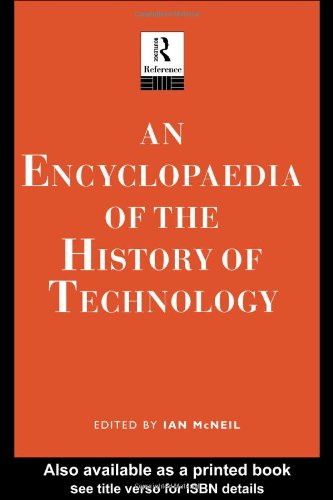 ROUTLEDGE
R
Reference
AN
ENCYCLOPAEDIA
OF THE
HISTORY OF
TECHNOLOGY
EDITED BY IAN McNEIL
Also available as a printed book
see title verso for ISBN details